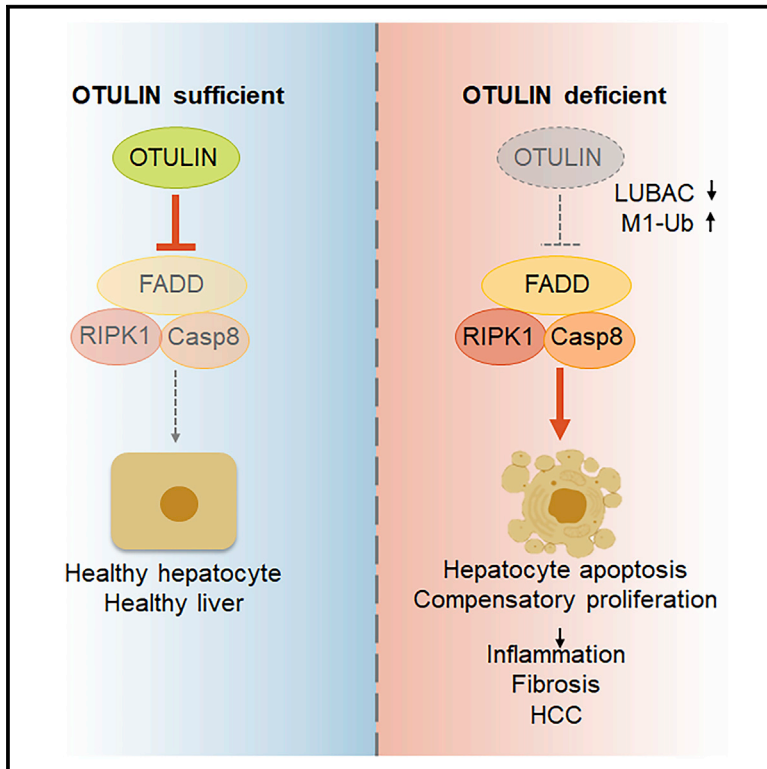 OTULIN sufficient
OTULIN
FADD
RIPK1 Casp8
Healthy hepatocyte
Healthy liver
OTULIN deficient
OTULIN
LUBAC ↓
M1-Ub ↑
FADD
RIPK1 Casp8
Hepatocyte apoptosis
Compensatory proliferation
Inflammation
Fibrosis
HCC